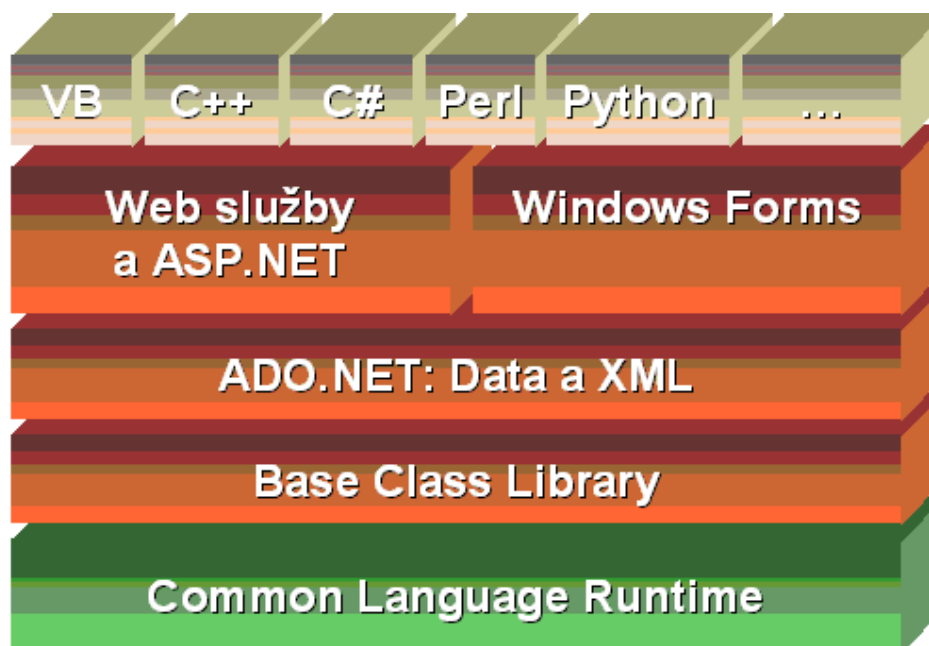 VB C++ C# Perl Python ...
Web služby
a ASP.NET
Windows Forms
ADO.NET: Data a XML
Base Class Library
Common Language Runtime